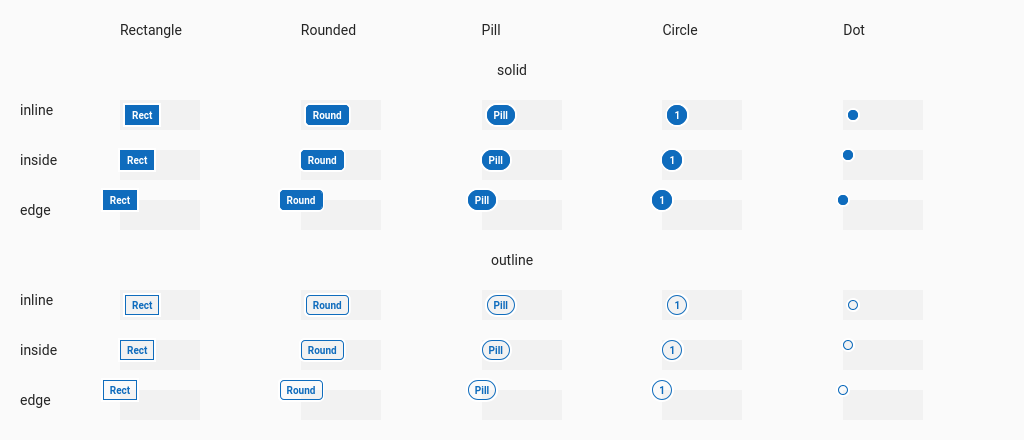 Rectangle Rounded Pill Circle Dot
solid
inline Rect Round Pill 1
inside Rect Round Pill 1
edge Rect Round Pill 1
outline
inline Rect Round Pill 1
inside Rect Round Pill 1
edge Rect Round Pill 1